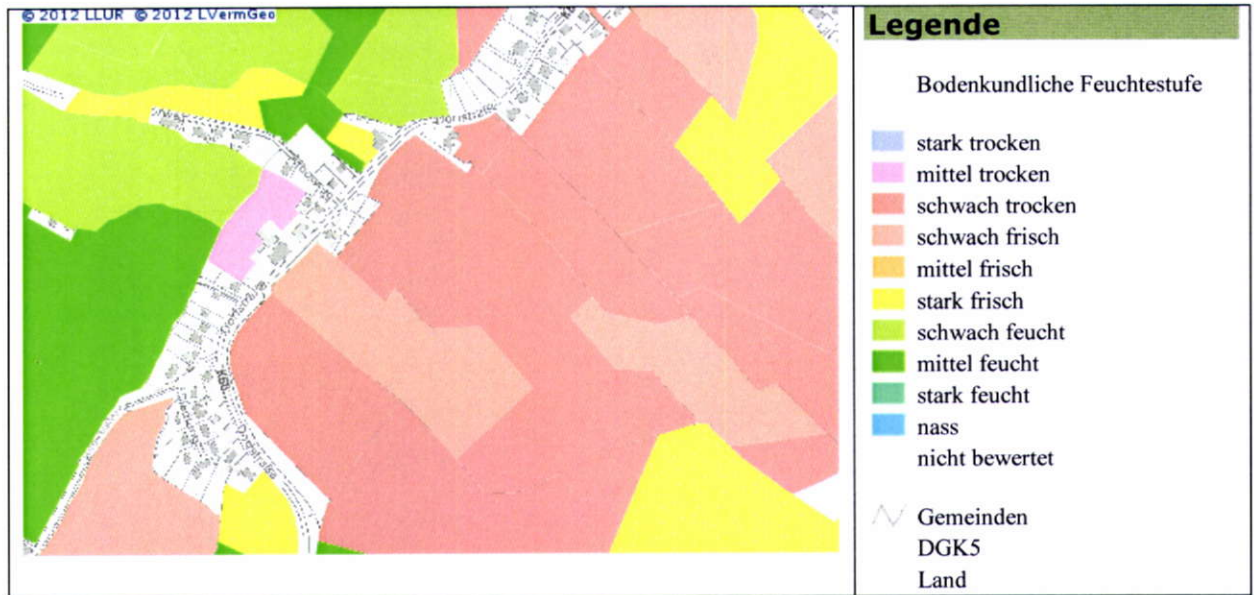 © 2012 LLUR © 2012 LVermGeo
Legende
Bodenkundliche Feuchtestufe
stark trocken
mittel trocken
schwach trocken
schwach frisch
mittel frisch
stark frisch
schwach feucht
mittel feucht
stark feucht
nass
nicht bewertet
Gemeinden
DGK5
Land